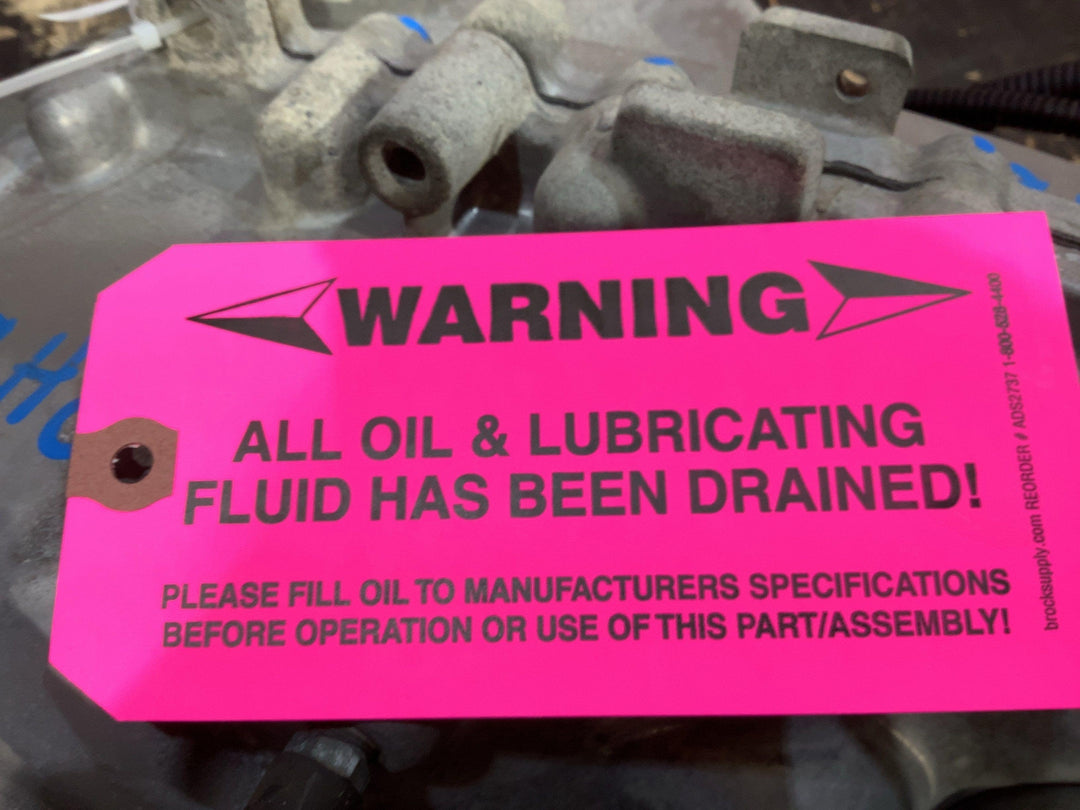 WARNING
ALL OIL & LUBRICATING
FLUID HAS BEEN DRAINED!
PLEASE FILL OIL TO MANUFACTURERS SPECIFICATIONS
BEFORE OPERATION OR USE OF THIS PART/ASSEMBLY!
brocksupply.com REORDER # ADS2737 1-800-528-4400